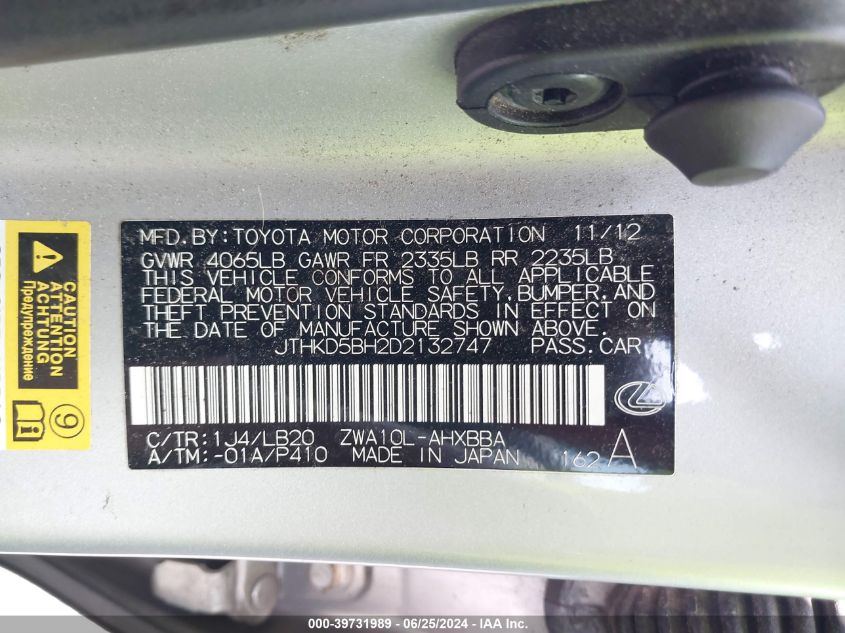 MFD.BY:TOYOTA MOTOR CORPORATION 11/12
GVWR 4065LB GAWR FR 2335LB RR 2235LB
THIS VEHICLE CONFORMS TO ALL APPLICABLE
FEDERAL MOTOR VEHICLE SAFETY,BUMPER,AND
THEFT PREVENTION STANDARDS IN EFFECT ON
THE DATE OF MANUFACTURE SHOWN ABOVE.
JTHKD5BH2D2132747 PASS.CAR
C/TR:1J4/LB20 ZWA10L-AHXBBA
A/TM:-01A/P410 MADE IN JAPAN 162 A
CAUTION
ATTENTION
ACHTUNG
Предупреждение
9
000-39731989 - 06/25/2024 - IAA Inc.